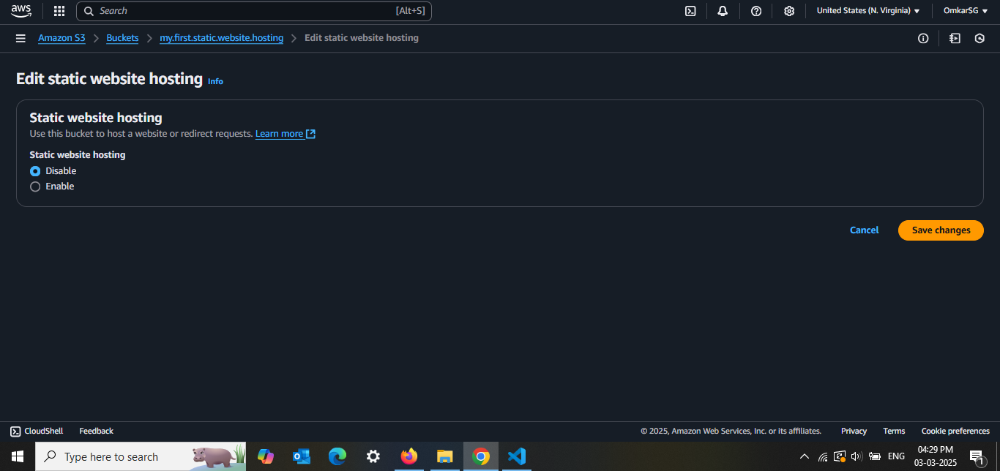 aws
Search
[Alt+S]
United States (N. Virginia)
OmkarSG
Amazon S3
Buckets
my.first.static.website.hosting
Edit static website hosting
Edit static website hosting Info
Static website hosting
Use this bucket to host a website or redirect requests. Learn more
Static website hosting
Disable
Enable
Cancel
Save changes
CloudShell
Feedback
© 2025, Amazon Web Services, Inc. or its affiliates.
Privacy
Terms
Cookie preferences
Type here to search
ENG
04:29 PM
03-03-2025
1